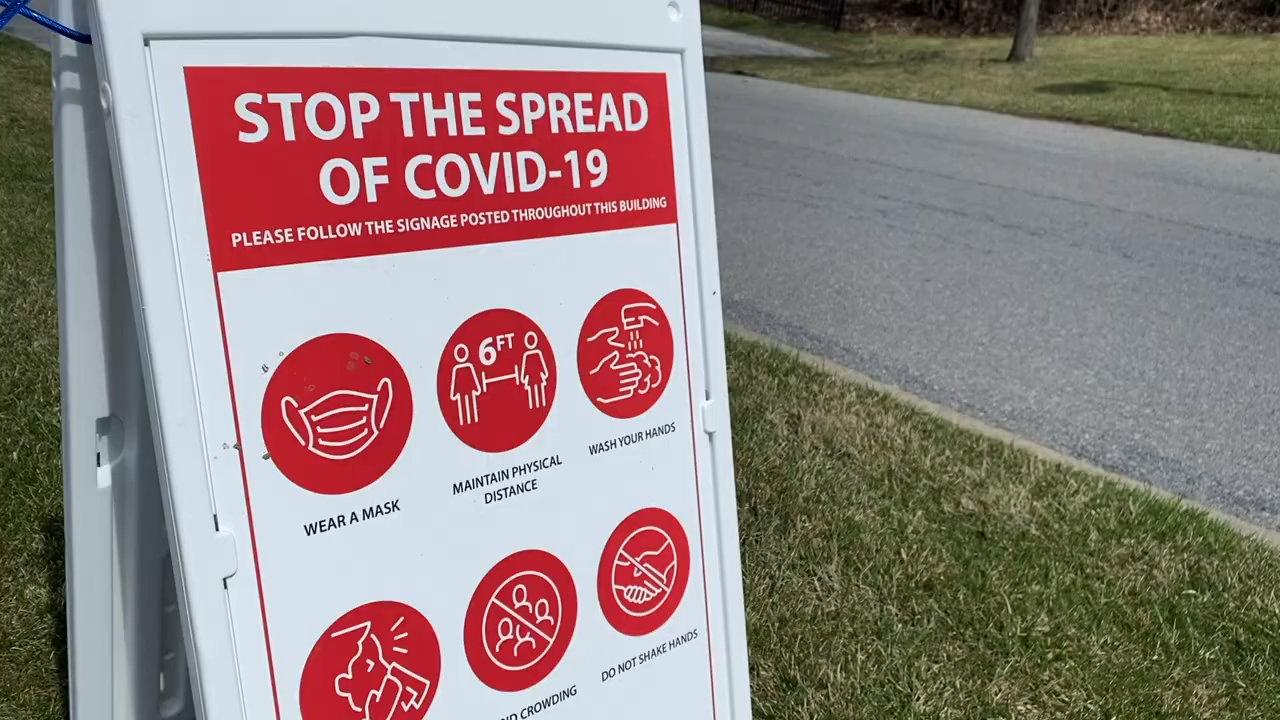 STOP THE SPREAD
OF COVID-19
PLEASE FOLLOW THE SIGNAGE POSTED THROUGHOUT THIS BUILDING
6FT
WASH YOUR HANDS
MAINTAIN PHYSICAL
DISTANCE
WEAR A MASK
DO NOT SHAKE HANDS
CROWDING